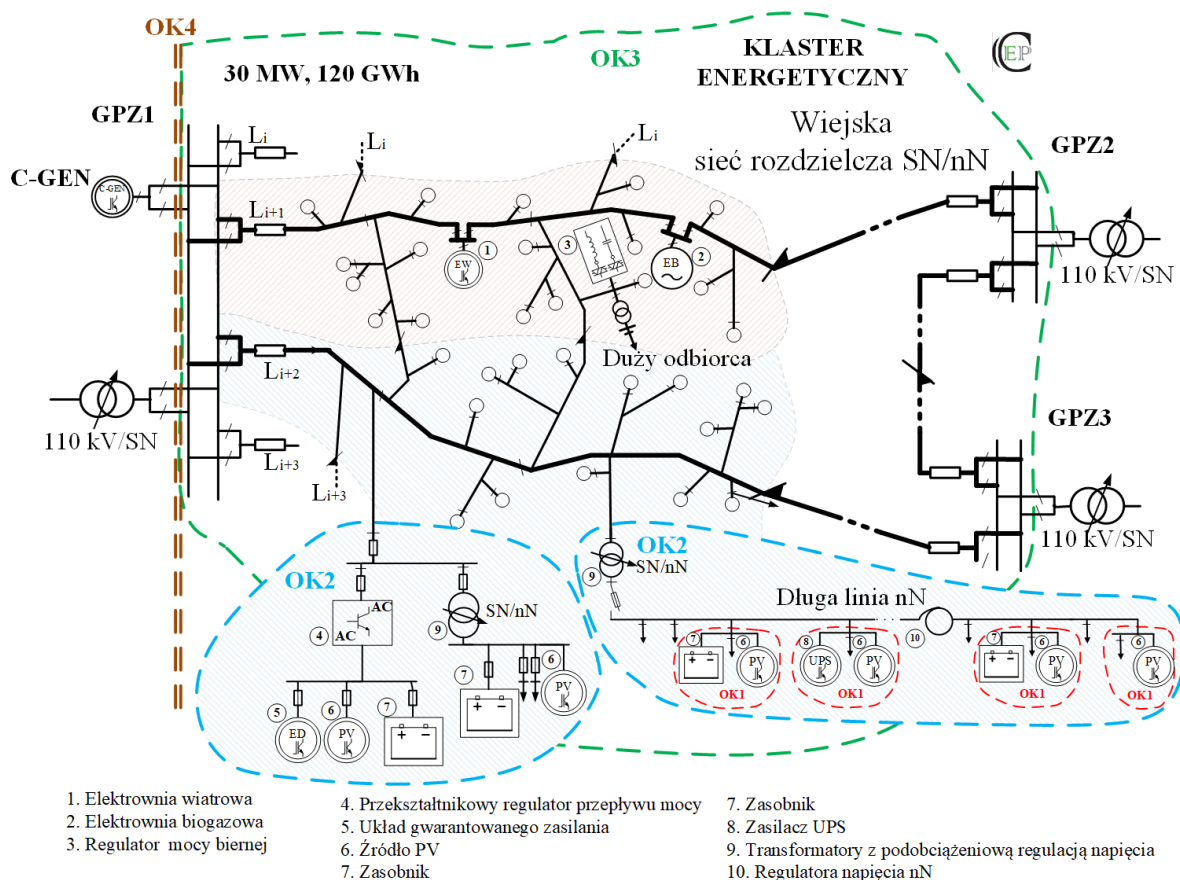 OK4
30 MW, 120 GWh
OK3
KLASTER
ENERGETYCZNY
CEP
Wiejska
sieć rozdzielcza SN/nN
GPZ1
GPZ2
Li
Li
Li
C-GEN
C-GEN
Li+1
1
EW
3
2
EB
110 kV/SN
Duży odbiorca
Li+2
110 kV/SN
GPZ3
Li+3
Li+3
110 kV/SN
OK2
OK2
9
SN/nN
AC
AC
4
9
SN/nN
Długa linia nN
10
7
6
PV
OK1
8
UPS
6
PV
OK1
7
6
PV
OK1
6
PV
OK1
7
6
PV
5
ED
6
PV
7
1. Elektrownia wiatrowa
2. Elektrownia biogazowa
3. Regulator mocy biernej
4. Przekształtnikowy regulator przepływu mocy
5. Układ gwarantowanego zasilania
6. Źródło PV
7. Zasobnik
7. Zasobnik
8. Zasilacz UPS
9. Transformatory z podobciążeniową regulacją napięcia
10. Regulatora napięcia nN